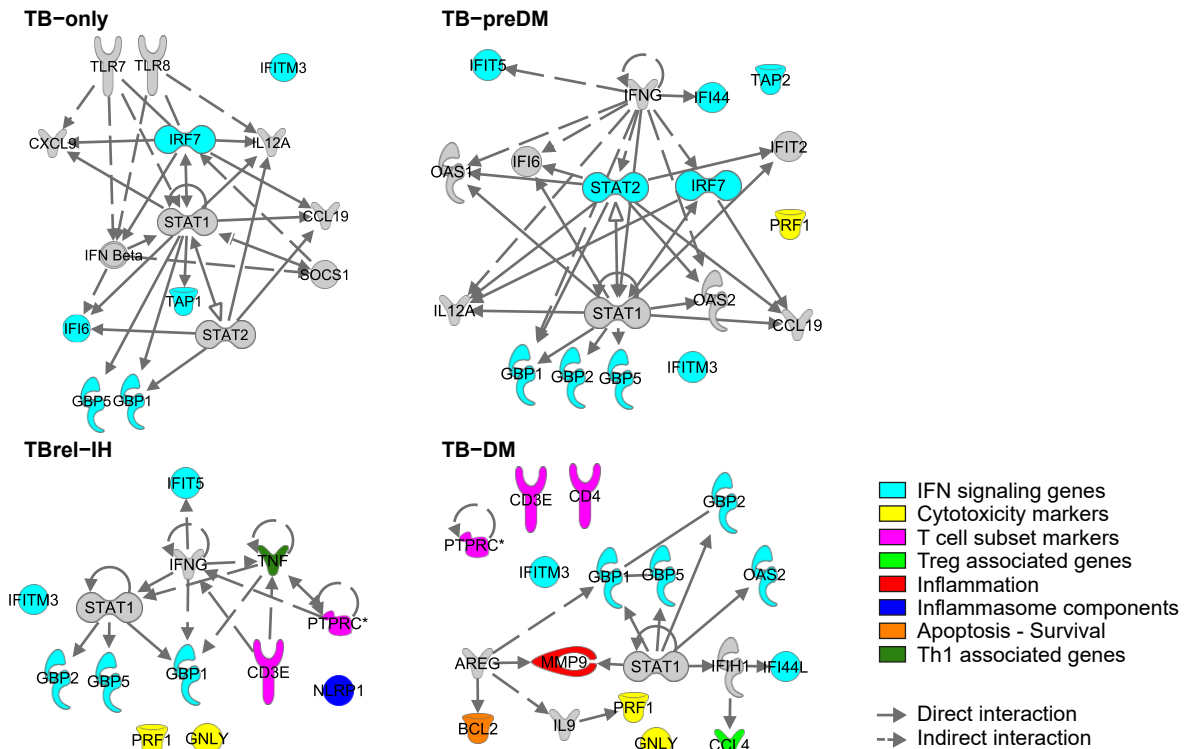 TB−only
TLR7 TLR8
IFITM3
CXCL9
IRF7
IL12A
STAT1
CCL19
IFN Beta
SOCS1
TAP1
IFI6
STAT2
GBP5 GBP1
TB−preDM
IFIT5
IFNG
IFI44
TAP2
OAS1
IFI6
IFIT2
STAT2
IRF7
PRF1
IL12A
STAT1
OAS2
CCL19
GBP1
GBP2
GBP5
IFITM3
TBrel−IH
IFIT5
IFNG
TNF
IFITM3
STAT1
PTPRC*
GBP2
GBP5
GBP1
CD3E
NLRP1
PRF1
GNLY
TB−DM
CD3E
CD4
GBP2
PTPRC*
IFITM3
GBP1
GBP5
OAS2
AREG
MMP9
STAT1
IFIH1
IFI44L
BCL2
IL9
PRF1
GNLY
CCL4
IFN signaling genes
Cytotoxicity markers
T cell subset markers
Treg associated genes
Inflammation
Inflammasome components
Apoptosis - Survival
Th1 associated genes
Direct interaction
Indirect interaction